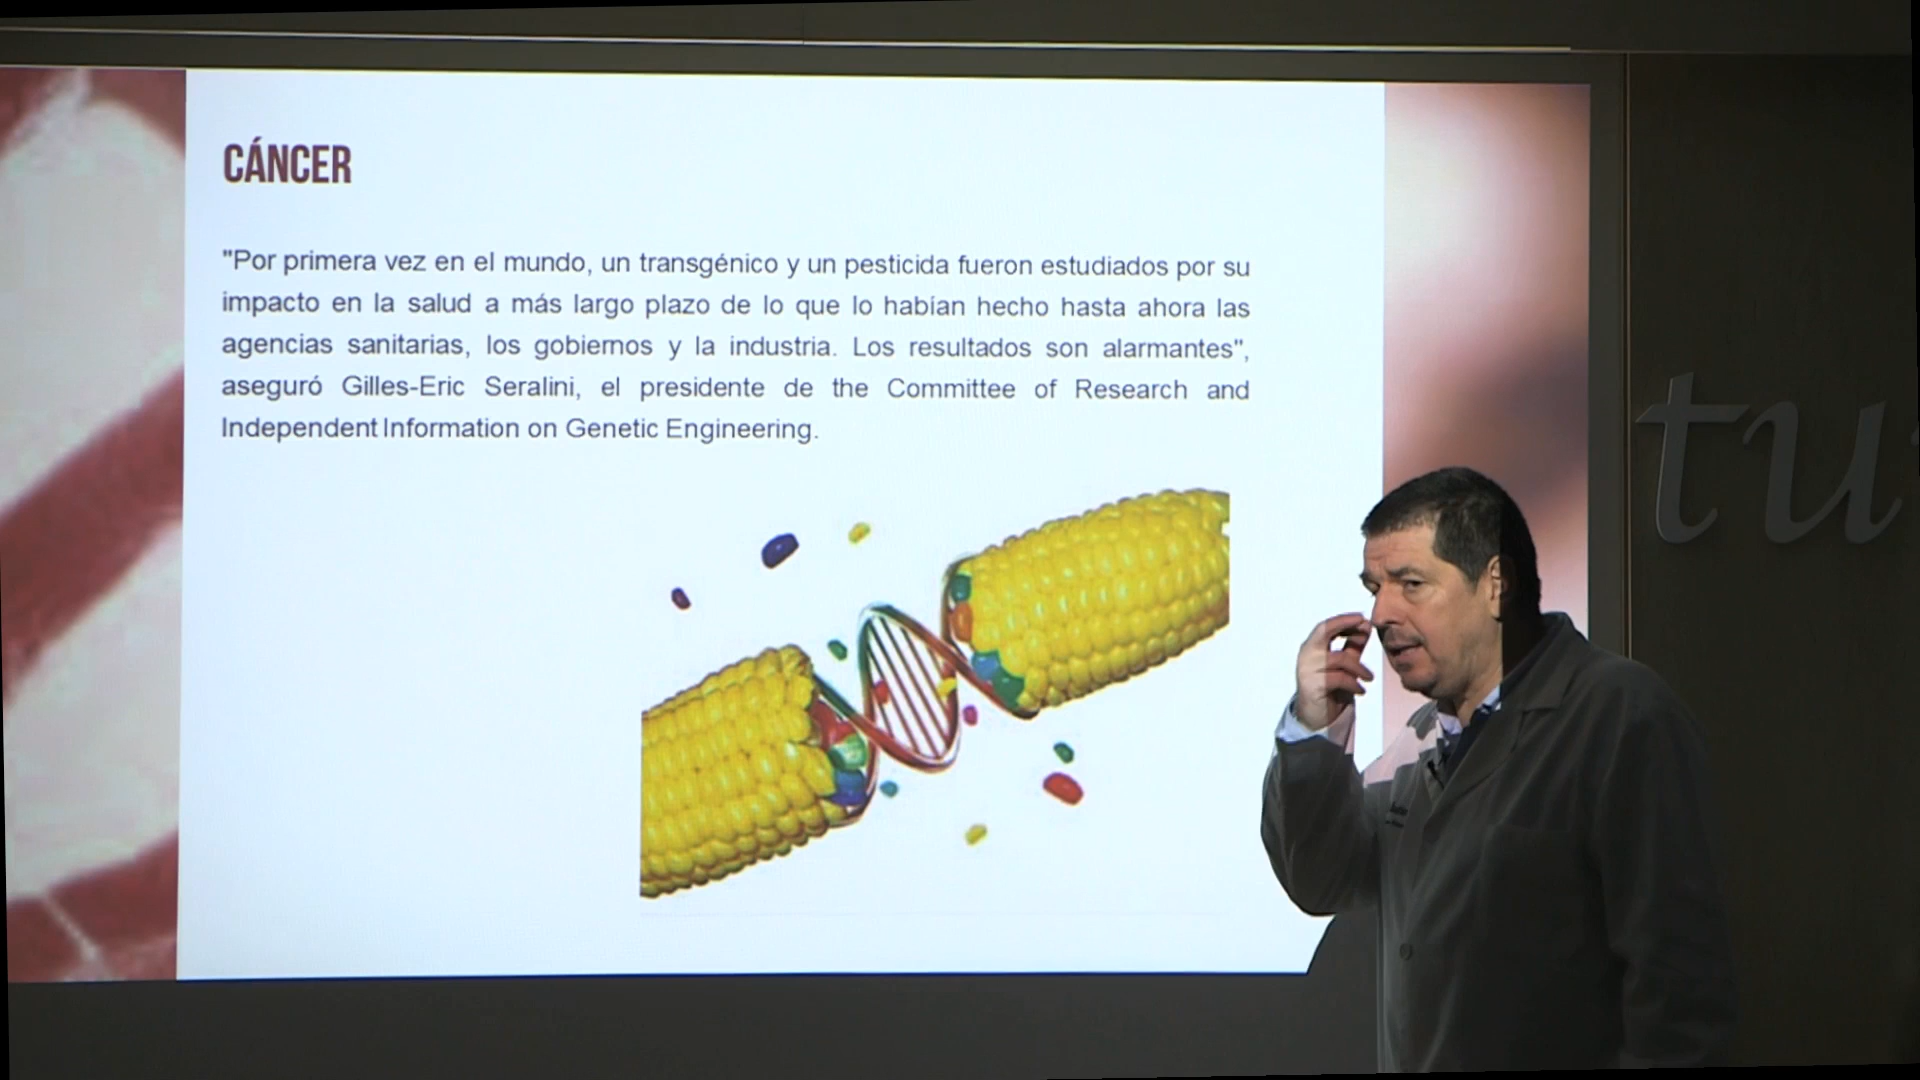 CÁNCER
"Por primera vez en el mundo, un transgénico y un pesticida fueron estudiados por su
impacto en la salud a más largo plazo de lo que lo habían hecho hasta ahora las
agencias sanitarias, los gobiernos y la industria. Los resultados son alarmantes",
aseguró Gilles-Eric Seralini, el presidente de the Committee of Research and
Independent Information on Genetic Engineering.
tu